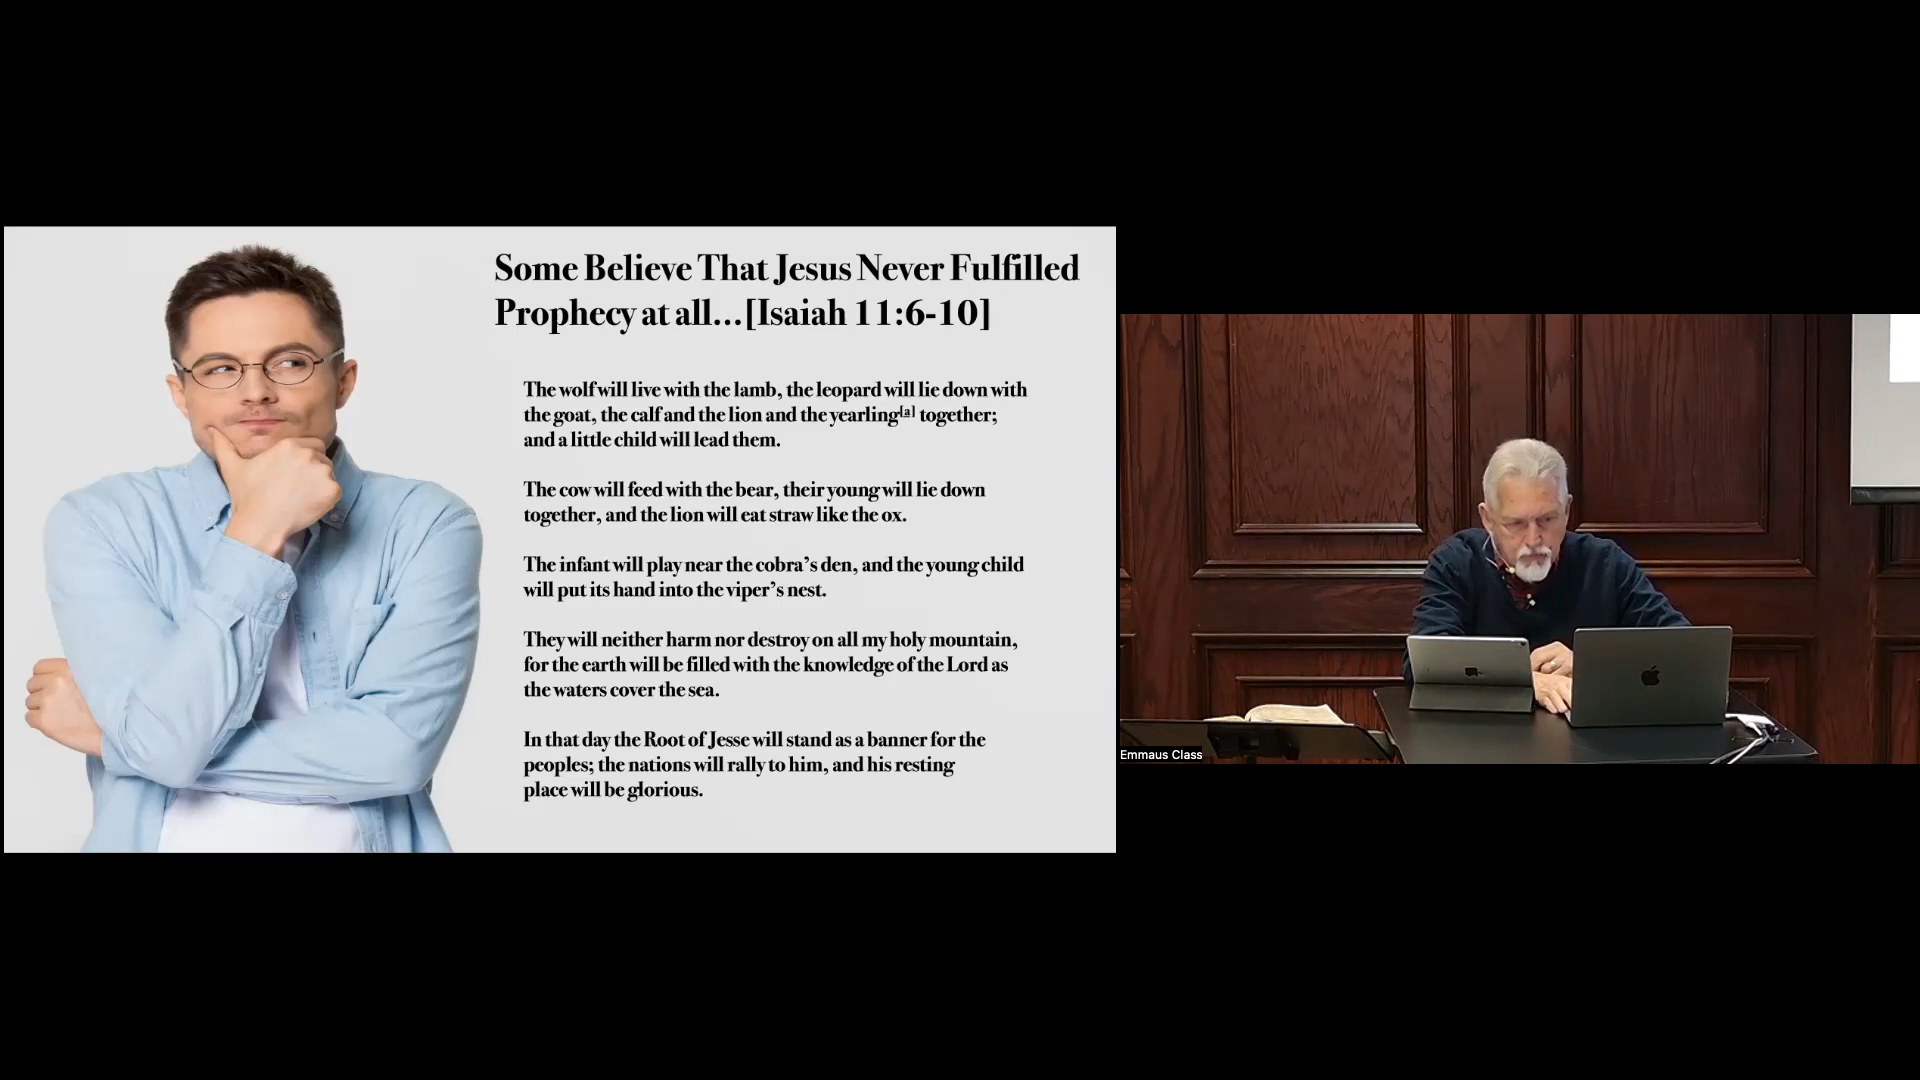 Some Believe That Jesus Never Fulfilled
Prophecy at all...[Isaiah 11:6-10]
The wolf will live with the lamb, the leopard will lie down with
the goat, the calf and the lion and the yearling[a] together;
and a little child will lead them.
The cow will feed with the bear, their young will lie down
together, and the lion will eat straw like the ox.
The infant will play near the cobra’s den, and the young child
will put its hand into the viper’s nest.
They will neither harm nor destroy on all my holy mountain,
for the earth will be filled with the knowledge of the Lord as
the waters cover the sea.
In that day the Root of Jesse will stand as a banner for the
peoples; the nations will rally to him, and his resting
place will be glorious.
Emmaus Class